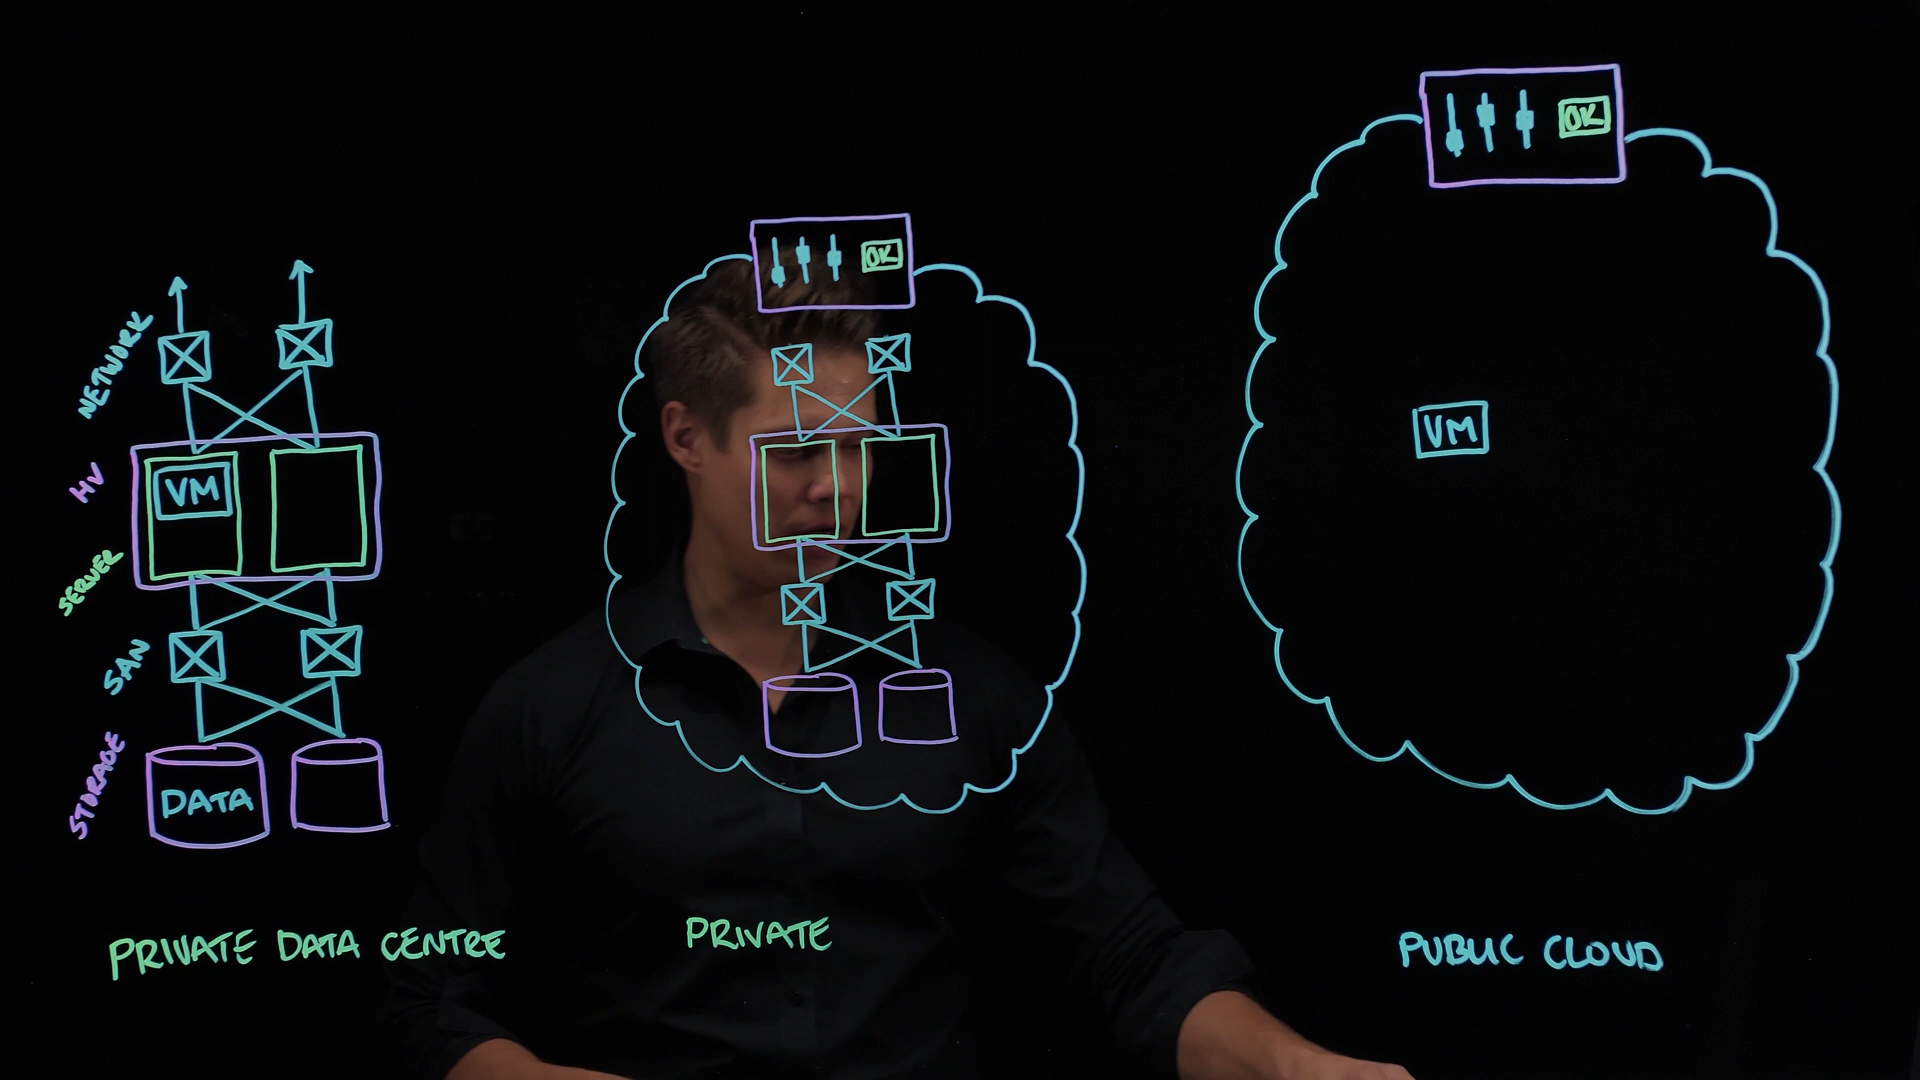 NETWORK
HV
SERVER
SAN
STORAGE
VM
DATA
PRIVATE DATA CENTRE
OK
PRIVATE
OK
VM
PUBLIC CLOUD